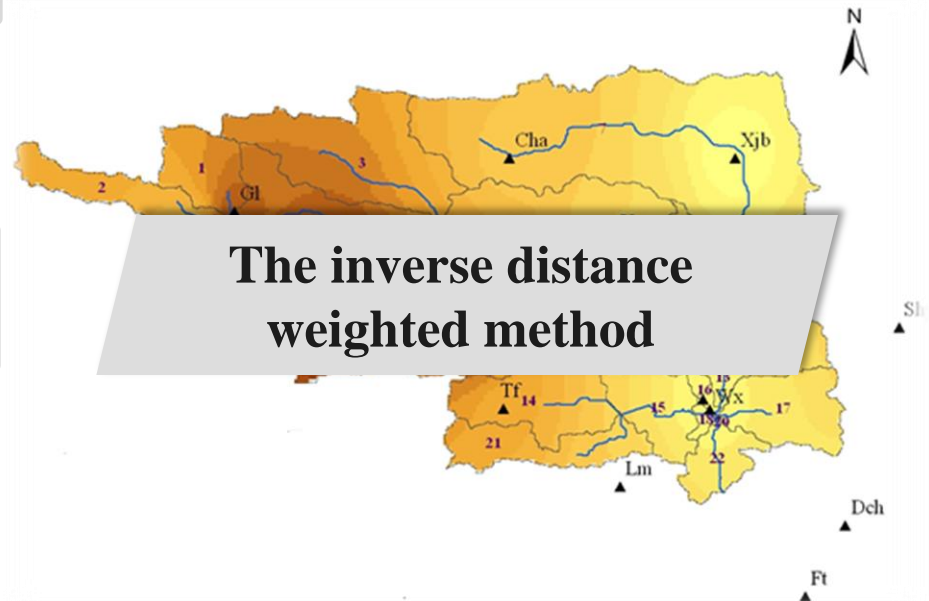 N
Cha
Xjb
3
1
2
Gl
The inverse distance
weighted method
Tf
14
16
Wx
15
17
21
22
Lm
Dch
Ft